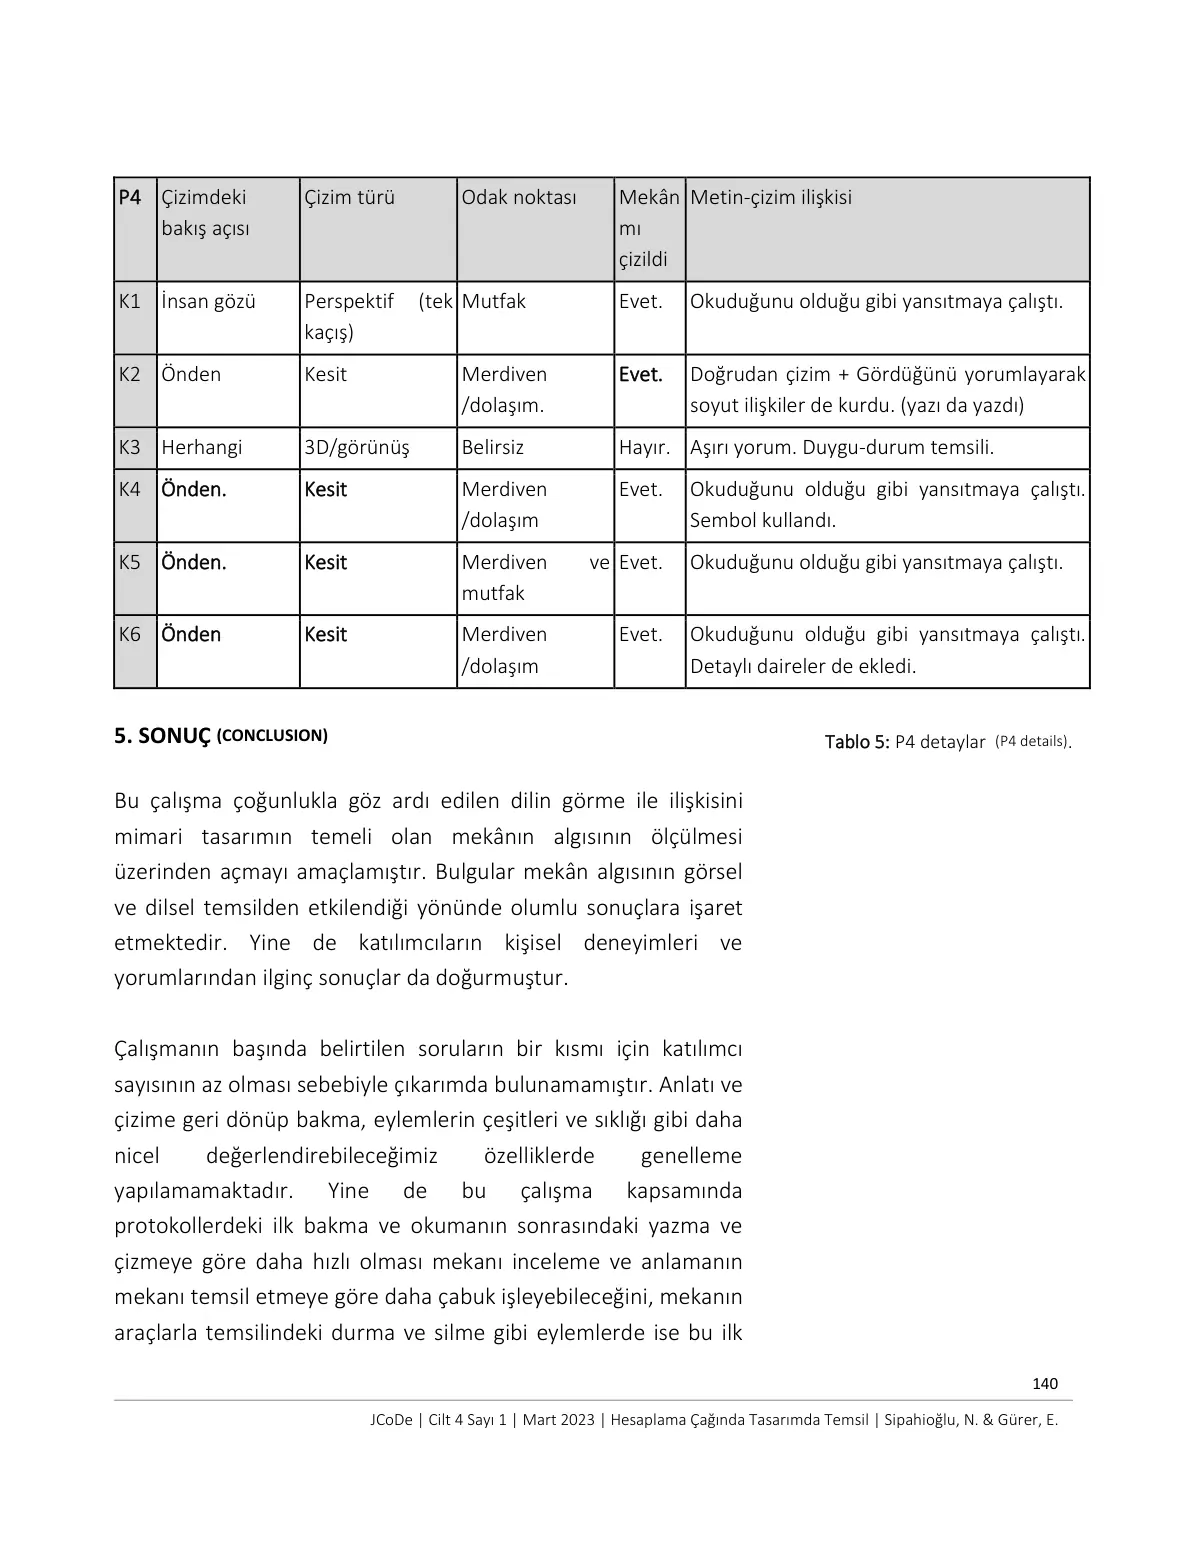 P4 Çizimdeki bakış açısı Çizim türü Odak noktası Mekân mı çizildi Metin-çizim ilişkisi
K1 İnsan gözü Perspektif (tek kaçış) Mutfak Evet. Okuduğunu olduğu gibi yansıtmaya çalıştı.
K2 Önden Kesit Merdiven /dolaşım. Evet. Doğrudan çizim + Gördüğünü yorumlayarak soyut ilişkiler de kurdu. (yazı da yazdı)
K3 Herhangi 3D/görünüş Belirsiz Hayır. Aşırı yorum. Duygu-durum temsili.
K4 Önden. Kesit Merdiven /dolaşım Evet. Okuduğunu olduğu gibi yansıtmaya çalıştı. Sembol kullandı.
K5 Önden. Kesit Merdiven ve mutfak Evet. Okuduğunu olduğu gibi yansıtmaya çalıştı.
K6 Önden Kesit Merdiven /dolaşım Evet. Okuduğunu olduğu gibi yansıtmaya çalıştı. Detaylı daireler de ekledi.
Tablo 5: P4 detaylar (P4 details).
5. SONUÇ (CONCLUSION)
Bu çalışma çoğunlukla göz ardı edilen dilin görme ile ilişkisini
mimari tasarımın temeli olan mekânın algısının ölçülmesi
üzerinden açmayı amaçlamıştır. Bulgular mekân algısının görsel
ve dilsel temsilden etkilendiği yönünde olumlu sonuçlara işaret
etmektedir. Yine de katılımcıların kişisel deneyimleri ve
yorumlarından ilginç sonuçlar da doğurmuştur.
Çalışmanın başında belirtilen soruların bir kısmı için katılımcı
sayısının az olması sebebiyle çıkarımda bulunamamıştır. Anlatı ve
çizime geri dönüp bakma, eylemlerin çeşitleri ve sıklığı gibi daha
nicel değerlendirebileceğimiz özelliklerde genelleme
yapılamamaktadır. Yine de bu çalışma kapsamında
protokollerdeki ilk bakma ve okumanın sonrasındaki yazma ve
çizmeye göre daha hızlı olması mekanı inceleme ve anlamanın
mekanı temsil etmeye göre daha çabuk işleyebileceğini, mekanın
araçlarla temsilindeki durma ve silme gibi eylemlerde ise bu ilk
140
JCoDe | Cilt 4 Sayı 1 | Mart 2023 | Hesaplama Çağında Tasarımda Temsil | Sipahioğlu, N. & Gürer, E.